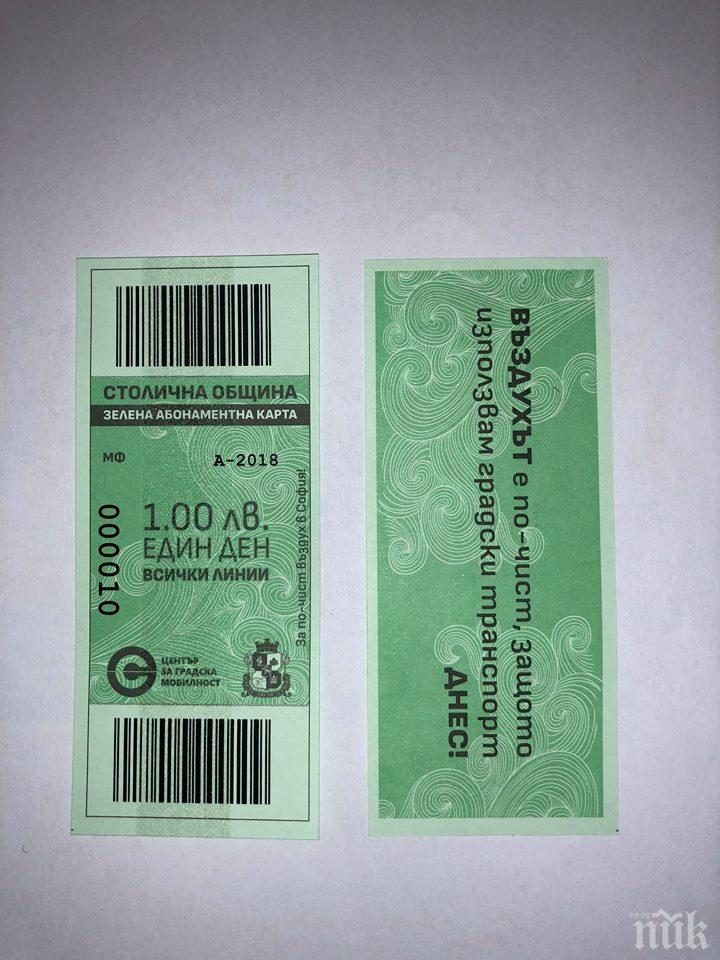 СТОЛИЧНА ОБЩИНА
ЗЕЛЕНА АБОНАМЕНТНА КАРТА
МФ
А-2018
000010
1.00 лв.
ЕДИН ДЕН
ВСИЧКИ ЛИНИИ
За по-чист въздух в София!
ЦЕНТЪР
ЗА ГРАДСКА
МОБИЛНОСТ
ВЪЗДУХЪТ е по-чист, защото
използвам градски транспорт
ДНЕС!
пик